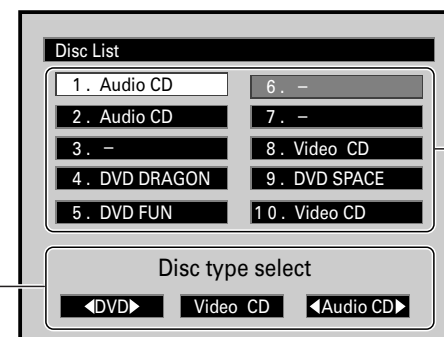 Disc List
1 . Audio CD
2 . Audio CD
3 . –
4 . DVD DRAGON
5 . DVD FUN
6 . –
7 . –
8 . Video CD
9 . DVD SPACE
10 . Video CD
Disc type select
◀DVD▶ Video CD ◀Audio CD▶